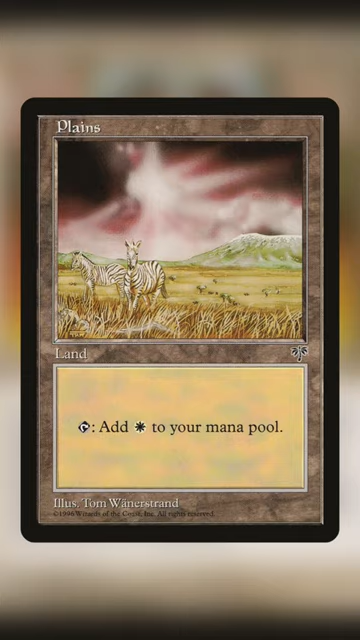 Plains
Land
: Add to your mana pool.
Illus. Tom Wänerstrand
©1996 Wizards of the Coast, Inc. All rights reserved.